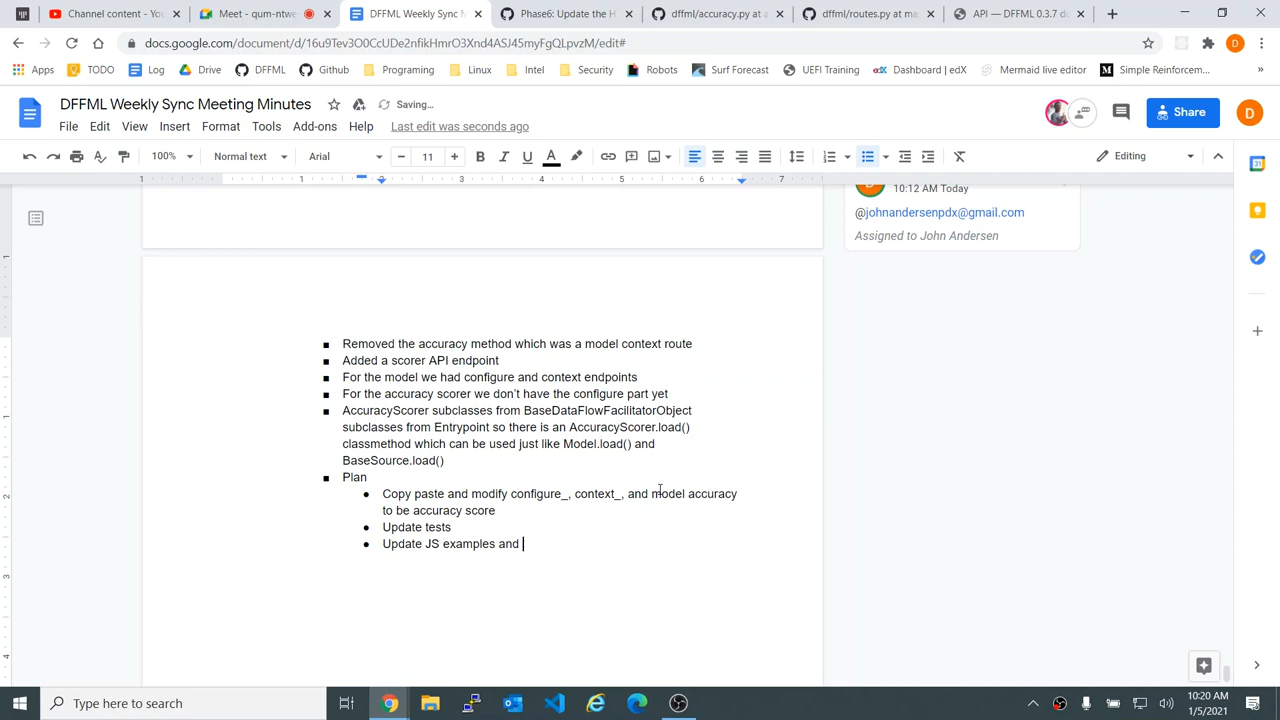 Channel content - You
Meet - qum-ntwe
DFFML Weekly Sync M
Phase6: Update the H
dffml/accuracy.py at a
dffml/routes.py at ma
API — DFFML 0.3.7 d
docs.google.com/document/d/16u9Tev3O0CcUDe2nfikHmrO3Xnd4ASJ45myFgQLpvzM/edit#
Apps TODO Log Drive DFFML Github Programing Linux Intel Security Robots Surf Forecast UEFI Training Dashboard | edX Mermaid live editor Simple Reinforcem... »
DFFML Weekly Sync Meeting Minutes
Saving...
Share
File Edit View Insert Format Tools Add-ons Help Last edit was seconds ago
100% Normal text Arial 11 B I U A Editing
1 1 2 3 4 5 6 7
10:12 AM Today
@johnandersenpdx@gmail.com
Assigned to John Andersen
■ Removed the accuracy method which was a model context route
■ Added a scorer API endpoint
■ For the model we had configure and context endpoints
■ For the accuracy scorer we don't have the configure part yet
■ AccuracyScorer subclasses from BaseDataFlowFacilitatorObject
subclasses from Entrypoint so there is an AccuracyScorer.load()
classmethod which can be used just like Model.load() and
BaseSource.load()
■ Plan
● Copy paste and modify configure_, context_, and model accuracy
to be accuracy score
● Update tests
● Update JS examples and
Type here to search
10:20 AM
1/5/2021